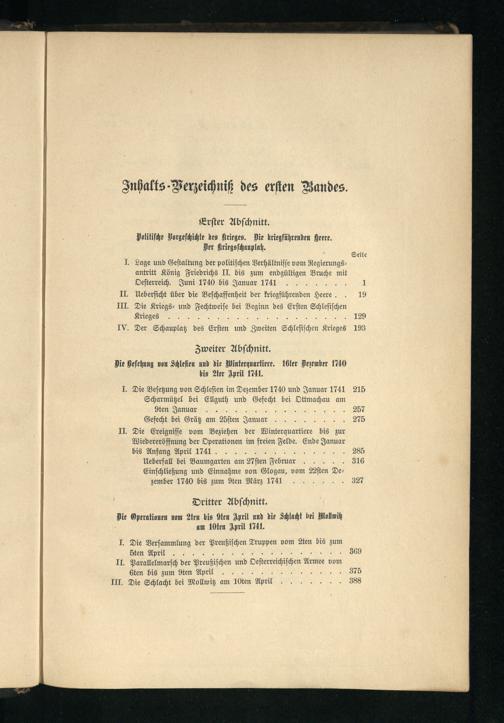 Inhalts-Verzeichniß des ersten Bandes.
Erster Abschnitt.
Politische Vorgeschichte des Krieges. Die kriegführenden Heere.
Der Kriegsschauplatz.
Seite
I. Lage und Gestaltung der politischen Verhältnisse vom Regierungs-
antritt König Friedrichs II. bis zum endgültigen Bruche mit
Oesterreich. Juni 1740 bis Januar 1741 . . . . . . . 1
II. Uebersicht über die Beschaffenheit der kriegführenden Heere . . 19
III. Die Kriegs- und Fechtweise bei Beginn des Ersten Schlesischen
Krieges . . . . . . . . . . . . . . . . . . . 129
IV. Der Schauplatz des Ersten und Zweiten Schlesischen Krieges 193
Zweiter Abschnitt.
Die Besetzung von Schlesien und die Winterquartiere. 16ter Dezember 1740
bis 2ter April 1741.
I. Die Besetzung von Schlesien im Dezember 1740 und Januar 1741 215
Scharmützel bei Ellguth und Gefecht bei Ottmachau am
9ten Januar . . . . . . . . . . . . . . . 257
Gefecht bei Grätz am 25sten Januar . . . . . . . . 275
II. Die Ereignisse vom Beziehen der Winterquartiere bis zur
Wiedereröffnung der Operationen im freien Felde. Ende Januar
bis Anfang April 1741 . . . . . . . . . . . . . . 285
Ueberfall bei Baumgarten am 27sten Februar . . . . . 316
Einschließung und Einnahme von Glogau, vom 22sten De-
zember 1740 bis zum 9ten März 1741 . . . . . . 327
Dritter Abschnitt.
Die Operationen vom 2ten bis 9ten April und die Schlacht bei Mollwitz
am 10ten April 1741.
I. Die Versammlung der Preußischen Truppen vom 2ten bis zum
5ten April . . . . . . . . . . . . . . . . . . 369
II. Parallelmarsch der Preußischen und Oesterreichischen Armee vom
6ten bis zum 9ten April . . . . . . . . . . . . . 375
III. Die Schlacht bei Mollwitz am 10ten April . . . . . . . 388